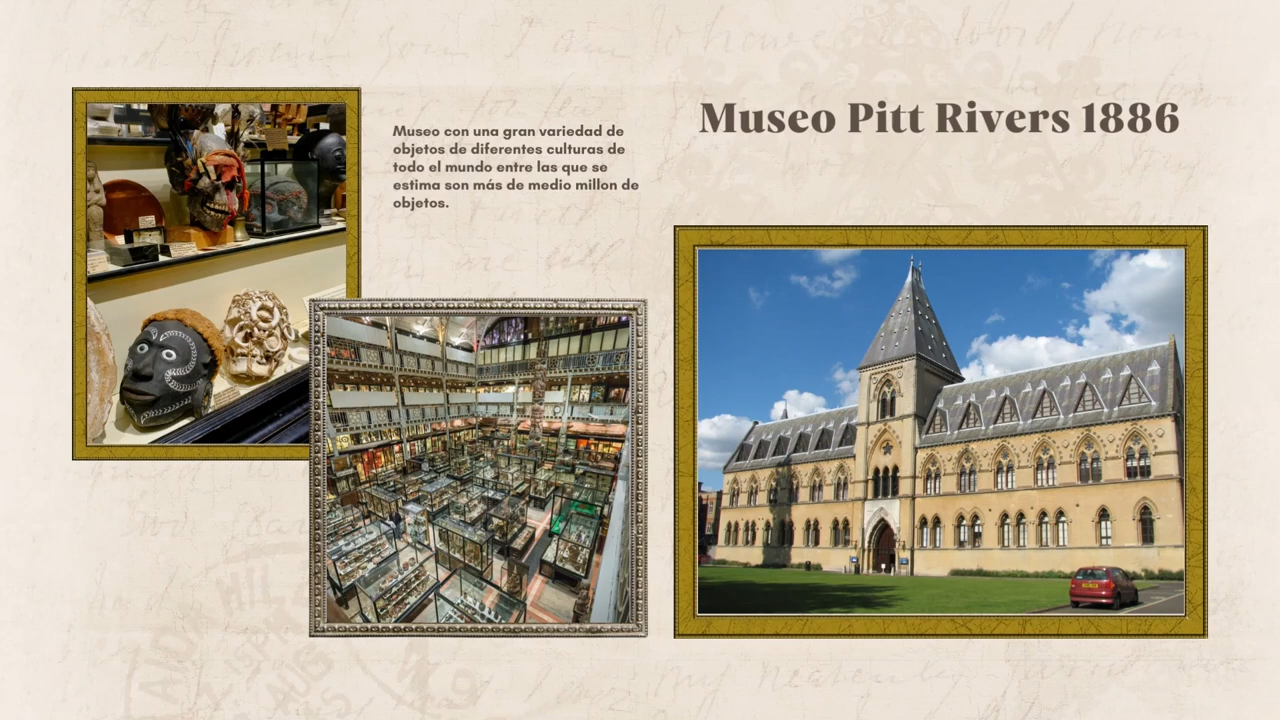 Museo Pitt Rivers 1886
Museo con una gran variedad de
objetos de diferentes culturas de
todo el mundo entre las que se
estima son más de medio millon de
objetos.